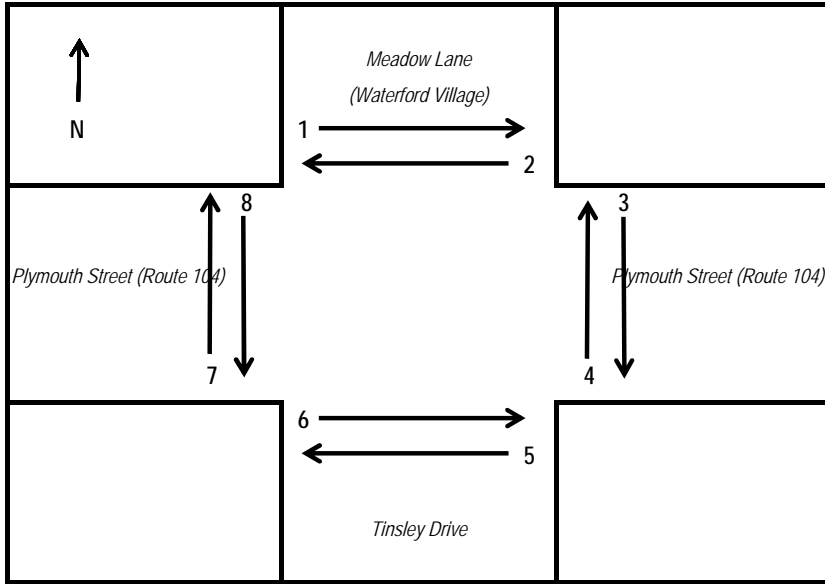 Meadow Lane
(Waterford Village)
N
1
2
8
3
Plymouth Street (Route 104)
Plymouth Street (Route 104)
7
4
6
5
Tinsley Drive